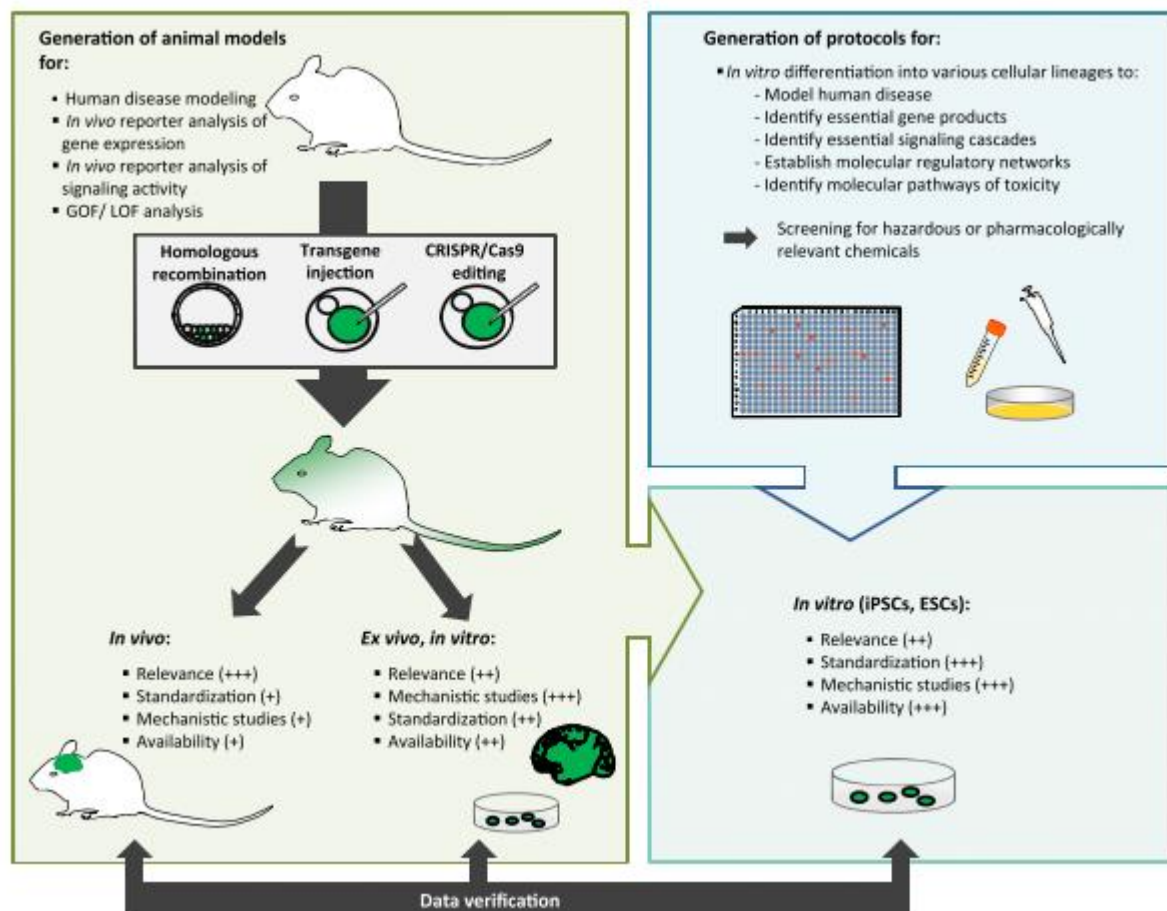 Generation of animal models
for:
▪ Human disease modeling
▪ In vivo reporter analysis of
gene expression
▪ In vivo reporter analysis of
signaling activity
▪ GOF/ LOF analysis
Homologous
recombination
Transgene
injection
CRISPR/Cas9
editing
In vivo:
▪ Relevance (+++)
▪ Standardization (+)
▪ Mechanistic studies (+)
▪ Availability (+)
Ex vivo, in vitro:
▪ Relevance (++)
▪ Mechanistic studies (+++)
▪ Standardization (++)
▪ Availability (++)
Generation of protocols for:
▪ In vitro differentiation into various cellular lineages to:
- Model human disease
- Identify essential gene products
- Identify essential signaling cascades
- Establish molecular regulatory networks
- Identify molecular pathways of toxicity
Screening for hazardous or pharmacologically
relevant chemicals
In vitro (iPSCs, ESCs):
▪ Relevance (++)
▪ Standardization (+++)
▪ Mechanistic studies (+++)
▪ Availability (+++)
Data verification